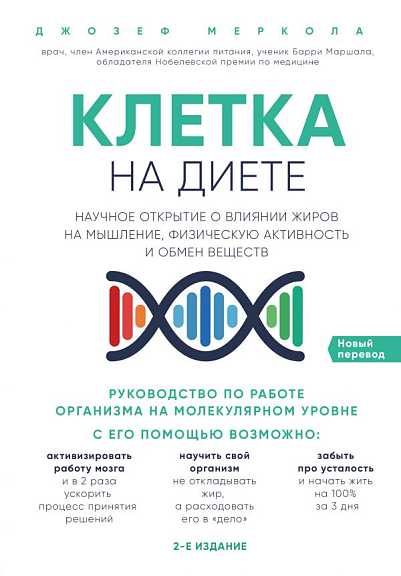 ДЖОЗЕФ МЕРКОЛА
врач, член Американской коллегии питания, ученик Барри Маршала,
обладателя Нобелевской премии по медицине
КЛЕТКА
НА ДИЕТЕ
НАУЧНОЕ ОТКРЫТИЕ О ВЛИЯНИИ ЖИРОВ
НА МЫШЛЕНИЕ, ФИЗИЧЕСКУЮ АКТИВНОСТЬ
И ОБМЕН ВЕЩЕСТВ
Новый
перевод
РУКОВОДСТВО ПО РАБОТЕ
ОРГАНИЗМА НА МОЛЕКУЛЯРНОМ УРОВНЕ
С ЕГО ПОМОЩЬЮ ВОЗМОЖНО:
активизировать
работу мозга
и в 2 раза
ускорить
процесс принятия
решений
научить свой
организм
не откладывать
жир,
а расходовать
его в «дело»
забыть
про усталость
и начать жить
на 100%
за 3 дня
2-Е ИЗДАНИЕ